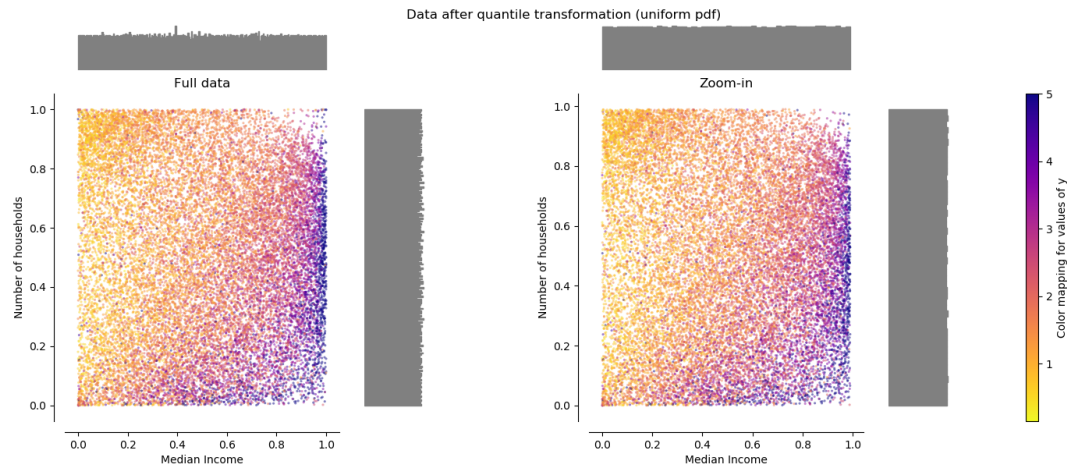 Data after quantile transformation (uniform pdf)
Full data
1.0
0.8
0.6
0.4
0.2
0.0
Number of households
0.0 0.2 0.4 0.6 0.8 1.0
Median Income
Zoom-in
1.0
0.8
0.6
0.4
0.2
0.0
Number of households
0.0 0.2 0.4 0.6 0.8 1.0
Median Income
5
4
3
2
1
Color mapping for values of y